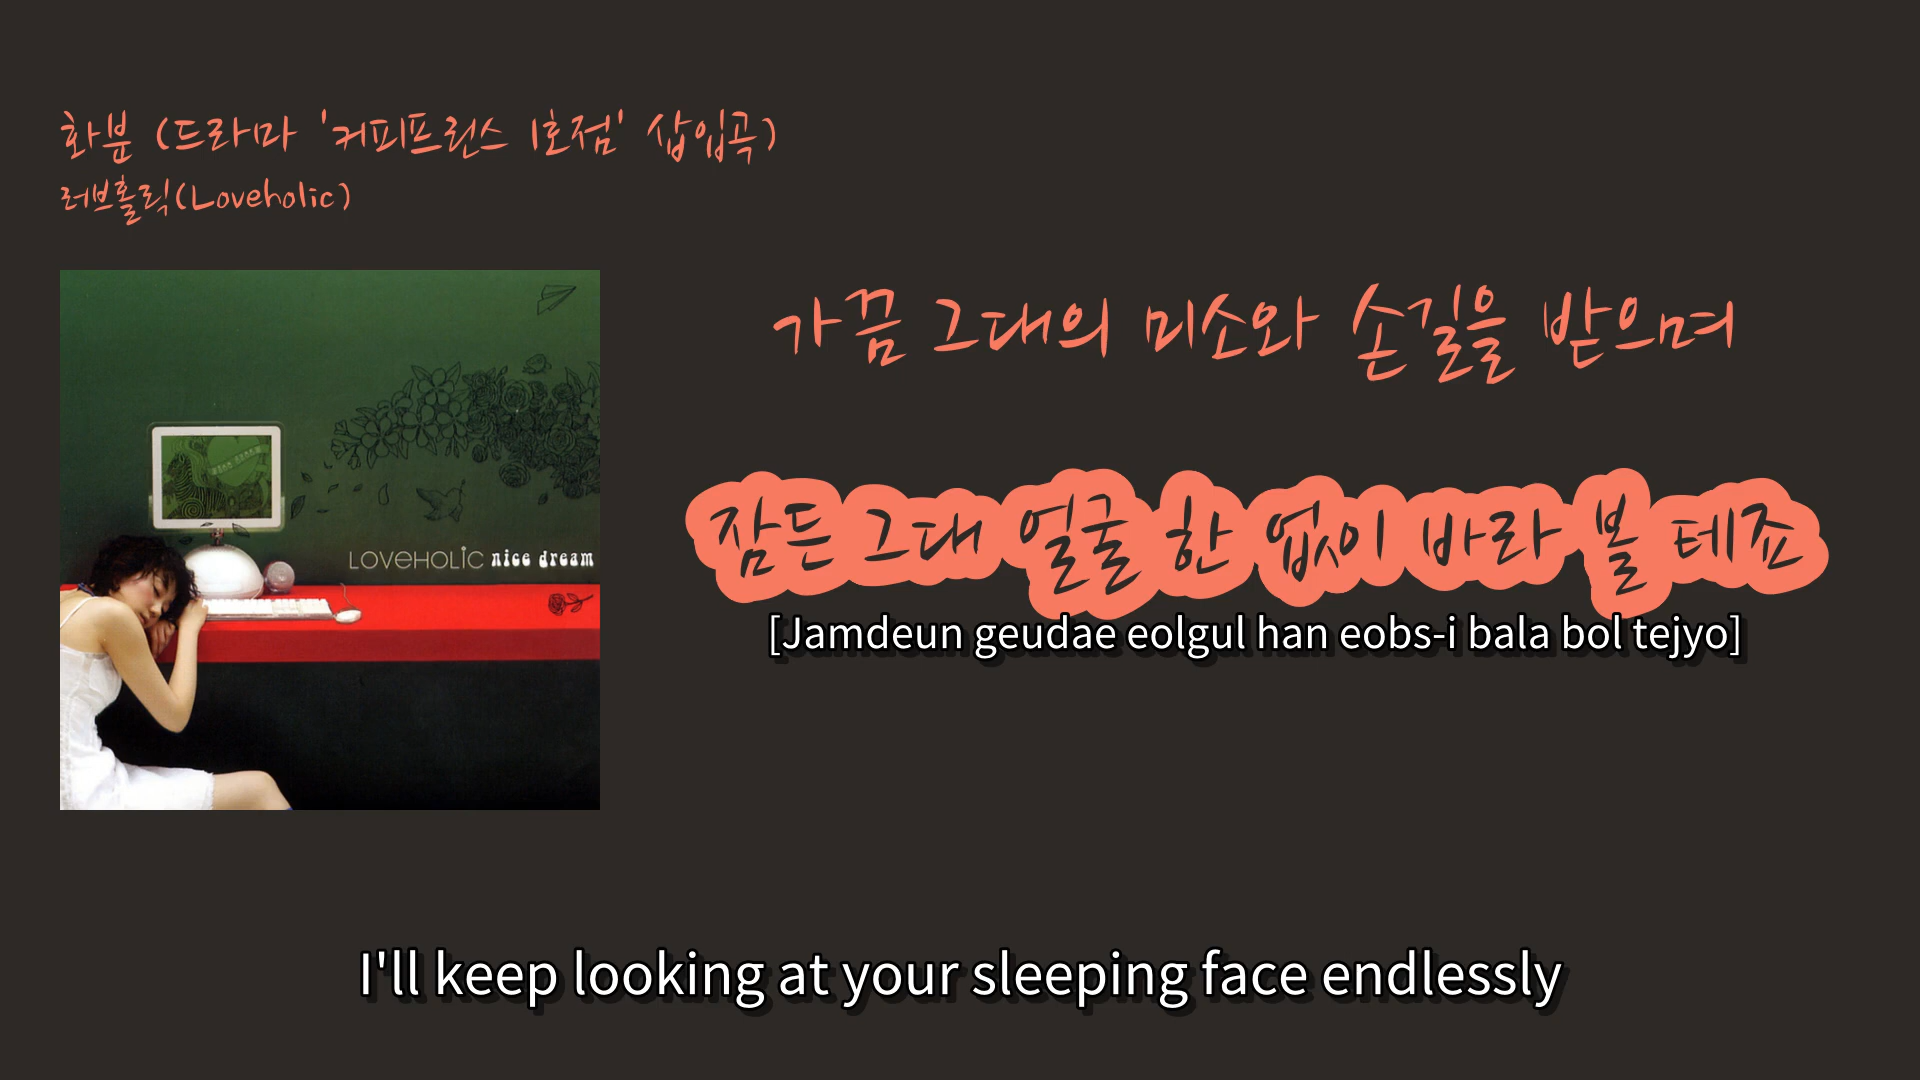 화분 (드라마 '커피프린스 1호점' 삽입곡)
러브홀릭(Loveholic)
가끔 그대의 미소와 손길을 받으며
LOVEHOLIC nice dream
잠든 그대 얼굴 한 없이 바라 볼 테죠
[Jamdeun geudae eolgul han eobs-i bala bol tejyo]
I'll keep looking at your sleeping face endlessly